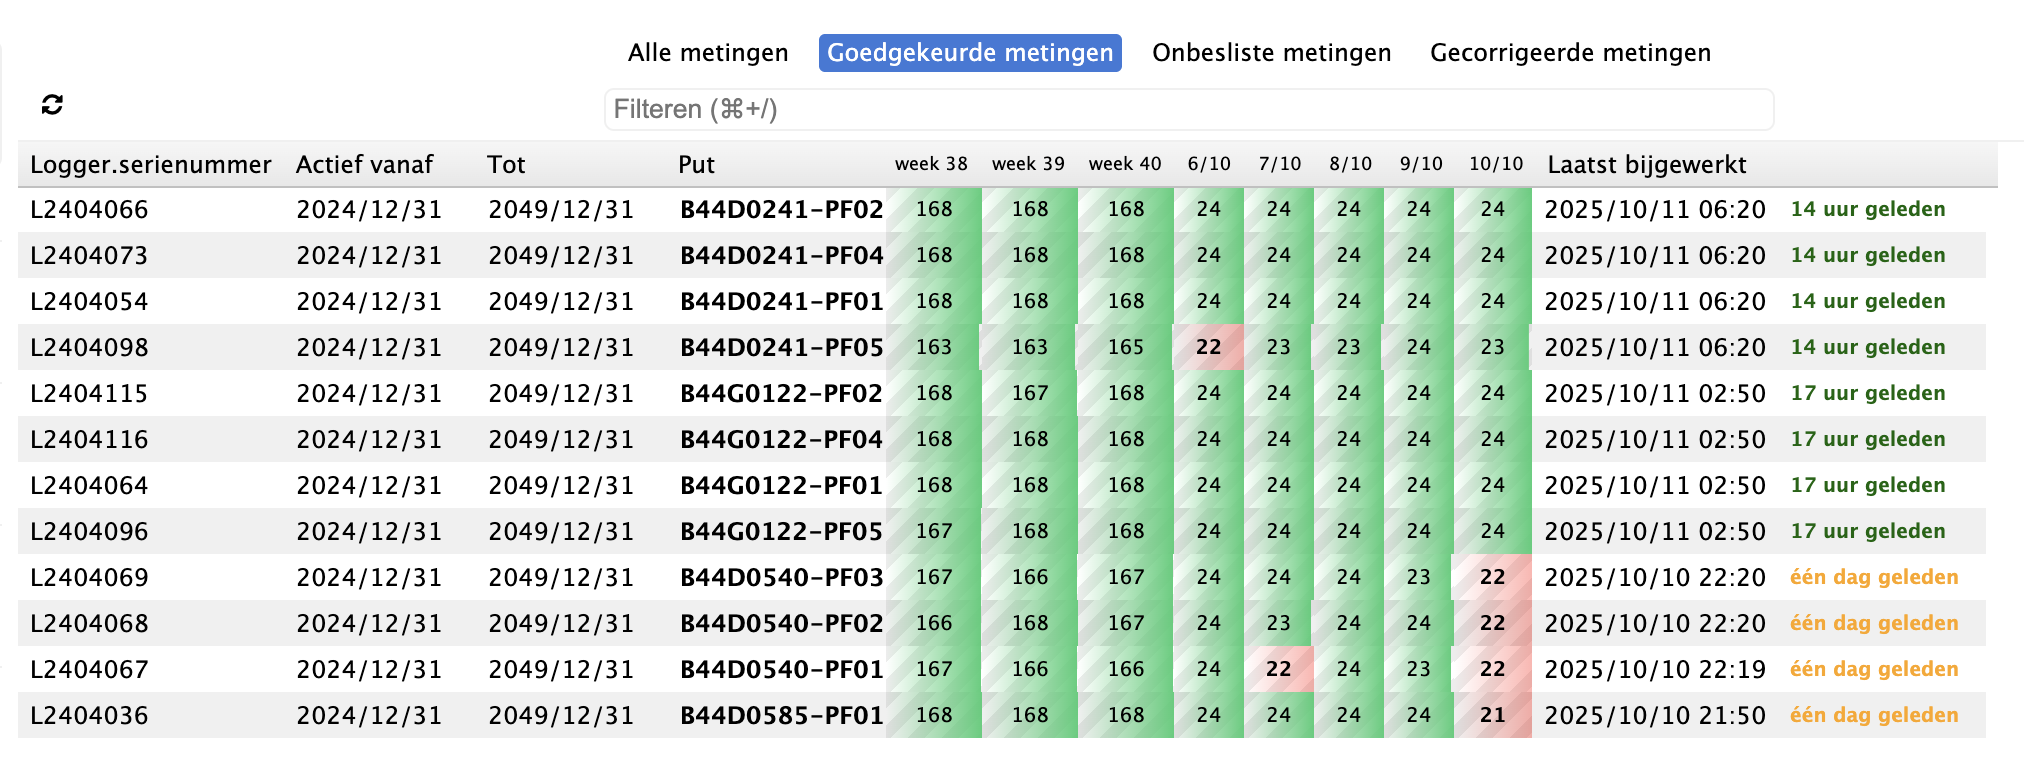 Alle metingen Goedgekeurde metingen Onbesliste metingen Gecorrigeerde metingen
Filteren (⌘+/)
Logger.serienummer Actief vanaf Tot Put week 38 week 39 week 40 6/10 7/10 8/10 9/10 10/10 Laatst bijgewerkt
L2404066 2024/12/31 2049/12/31 B44D0241-PF02 168 168 168 24 24 24 24 24 2025/10/11 06:20 14 uur geleden
L2404073 2024/12/31 2049/12/31 B44D0241-PF04 168 168 168 24 24 24 24 24 2025/10/11 06:20 14 uur geleden
L2404054 2024/12/31 2049/12/31 B44D0241-PF01 168 168 168 24 24 24 24 24 2025/10/11 06:20 14 uur geleden
L2404098 2024/12/31 2049/12/31 B44D0241-PF05 163 163 165 22 23 23 24 23 2025/10/11 06:20 14 uur geleden
L2404115 2024/12/31 2049/12/31 B44G0122-PF02 168 167 168 24 24 24 24 24 2025/10/11 02:50 17 uur geleden
L2404116 2024/12/31 2049/12/31 B44G0122-PF04 168 168 168 24 24 24 24 24 2025/10/11 02:50 17 uur geleden
L2404064 2024/12/31 2049/12/31 B44G0122-PF01 168 168 168 24 24 24 24 24 2025/10/11 02:50 17 uur geleden
L2404096 2024/12/31 2049/12/31 B44G0122-PF05 167 168 168 24 24 24 24 24 2025/10/11 02:50 17 uur geleden
L2404069 2024/12/31 2049/12/31 B44D0540-PF03 167 166 167 24 24 24 23 22 2025/10/10 22:20 één dag geleden
L2404068 2024/12/31 2049/12/31 B44D0540-PF02 166 168 167 24 23 24 24 22 2025/10/10 22:20 één dag geleden
L2404067 2024/12/31 2049/12/31 B44D0540-PF01 167 166 166 24 22 24 23 22 2025/10/10 22:19 één dag geleden
L2404036 2024/12/31 2049/12/31 B44D0585-PF01 168 168 168 24 24 24 24 21 2025/10/10 21:50 één dag geleden